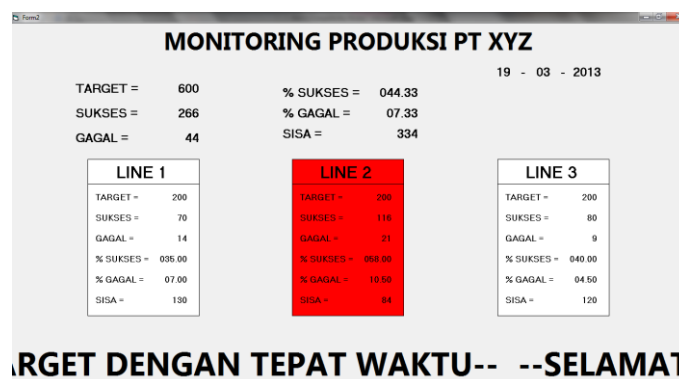 Form2
MONITORING PRODUKSI PT XYZ
19 - 03 - 2013
TARGET = 600
SUKSES = 266
GAGAL = 44
% SUKSES = 044.33
% GAGAL = 07.33
SISA = 334
LINE 1
TARGET = 200
SUKSES = 70
GAGAL = 14
% SUKSES = 035.00
% GAGAL = 07.00
SISA = 130
LINE 2
TARGET = 200
SUKSES = 116
GAGAL = 21
% SUKSES = 058.00
% GAGAL = 10.50
SISA = 84
LINE 3
TARGET = 200
SUKSES = 80
GAGAL = 9
% SUKSES = 040.00
% GAGAL = 04.50
SISA = 120
ARGET DENGAN TEPAT WAKTU-- --SELAMAT